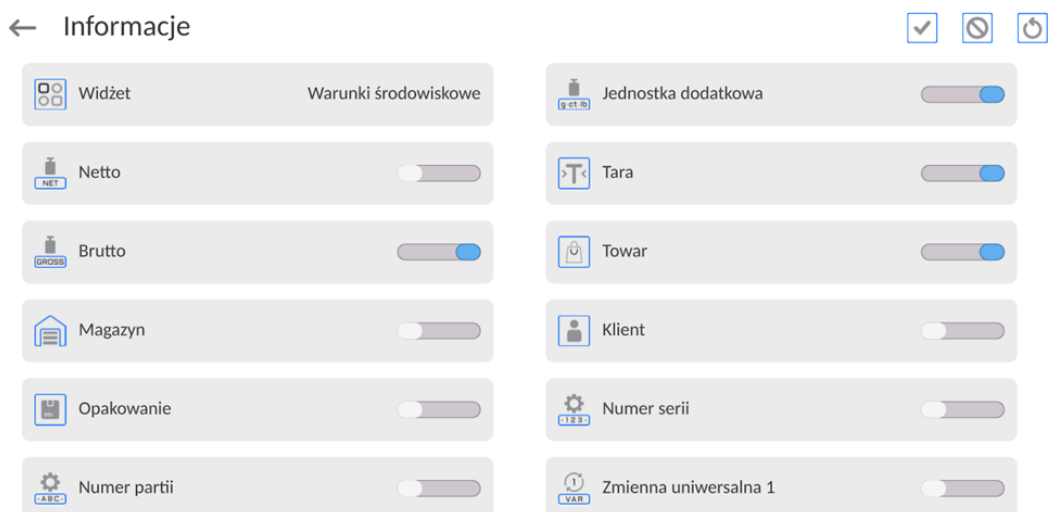 Informacje
Widżet Warunki środowiskowe
g·ct·lb Jednostka dodatkowa
NET Netto
>T< Tara
GROSS Brutto
Towar
Magazyn
Klient
Opakowanie
-123- Numer serii
-ABC- Numer partii
1 VAR Zmienna uniwersalna 1